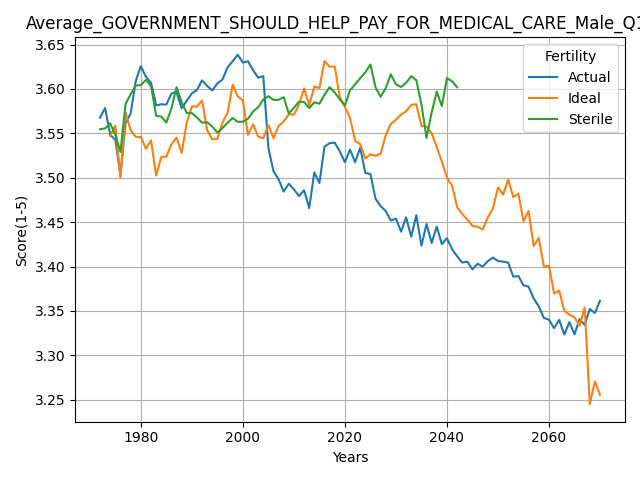 Average_GOVERNMENT_SHOULD_HELP_PAY_FOR_MEDICAL_CARE_Male_Q1
Fertility
Actual
Ideal
Sterile
Score(1-5)
3.65
3.60
3.55
3.50
3.45
3.40
3.35
3.30
3.25
1980 2000 2020 2040 2060
Years